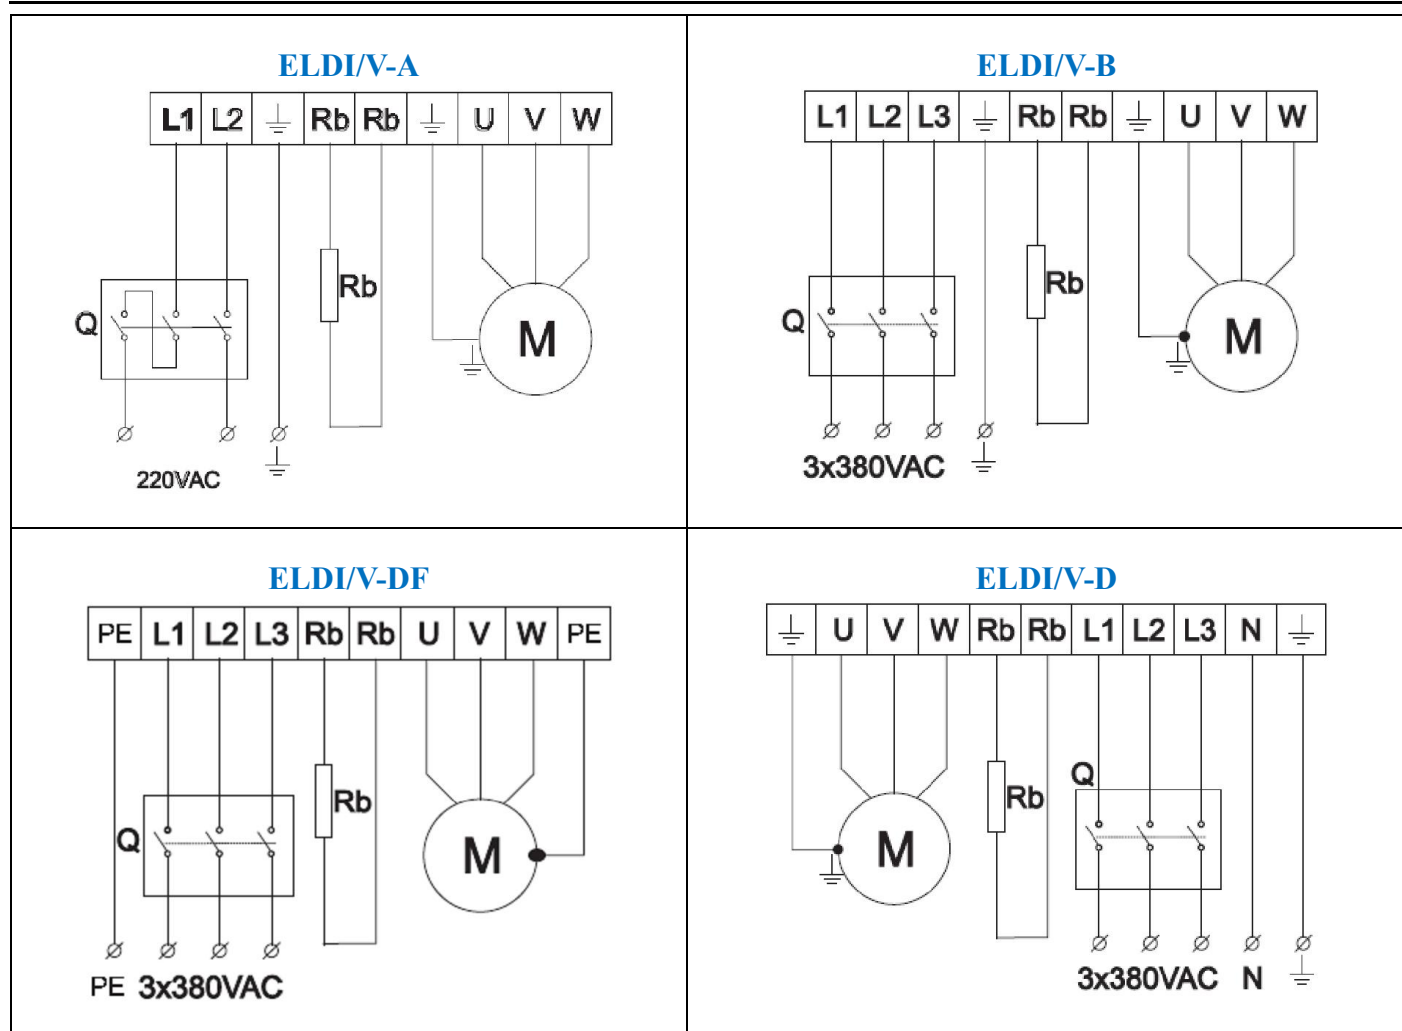 ELDI/V-A
L1 L2 Rb Rb U V W
Rb
Q
M
220VAC
ELDI/V-B
L1 L2 L3 Rb Rb U V W
Rb
Q
M
3x380VAC
ELDI/V-DF
PE L1 L2 L3 Rb Rb U V W PE
Rb
Q
M
PE 3x380VAC
ELDI/V-D
U V W Rb Rb L1 L2 L3 N
Q
Rb
M
3x380VAC N